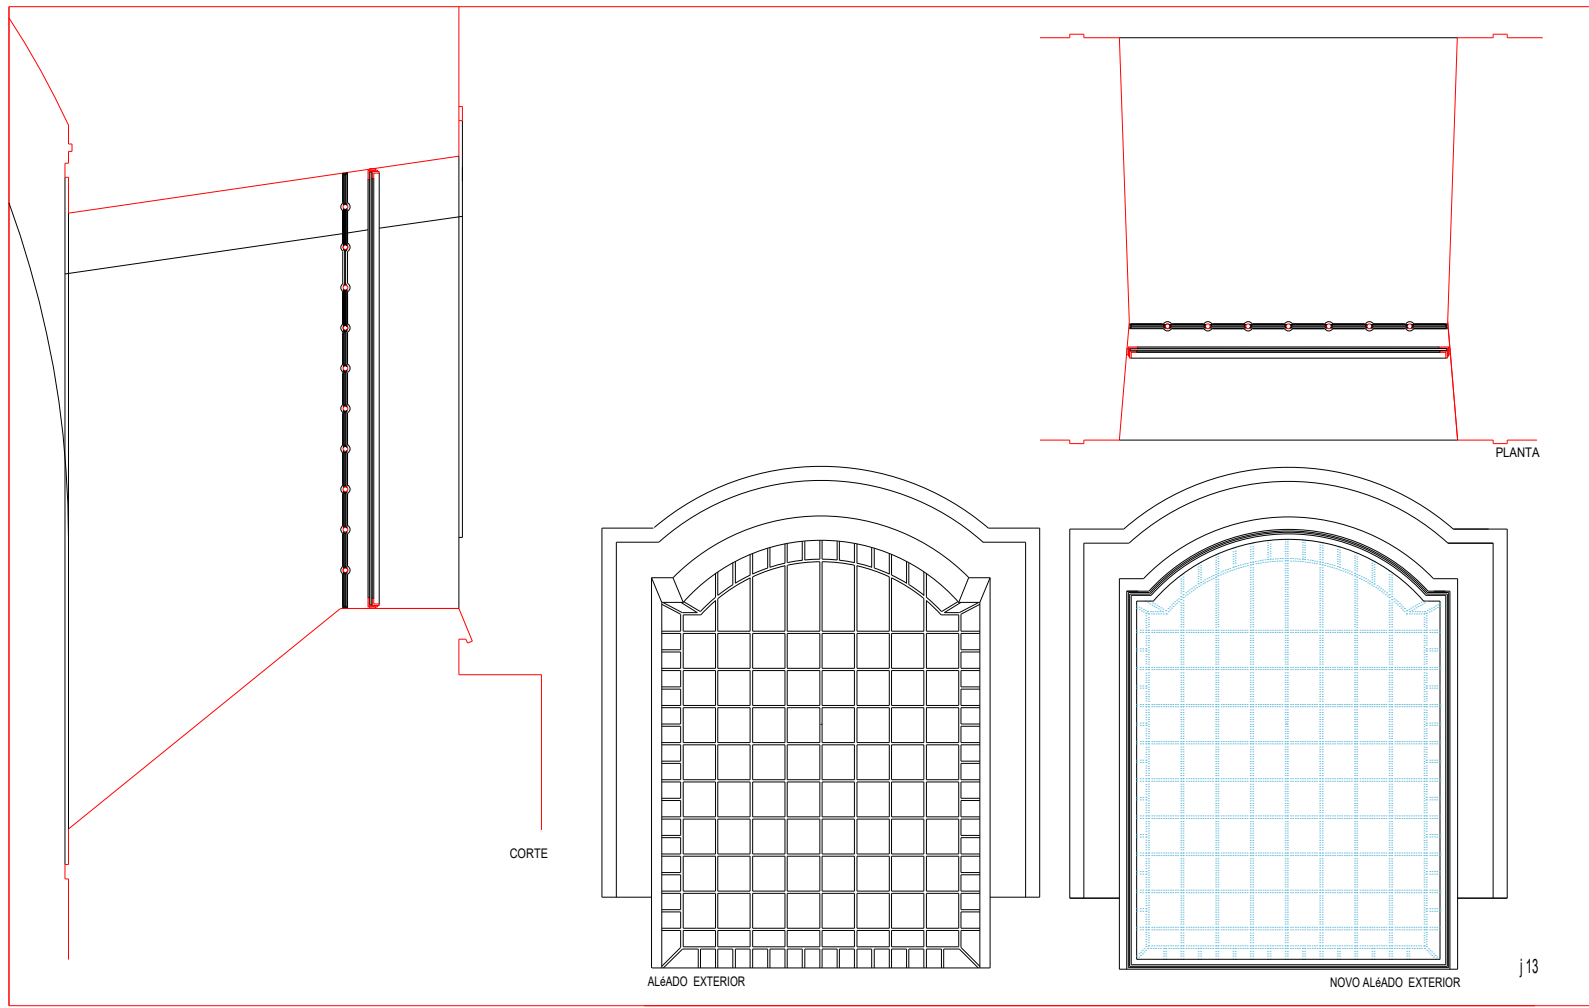 PLANTA
CORTE
ALéADO EXTERIOR
NOVO ALéADO EXTERIOR
j 13